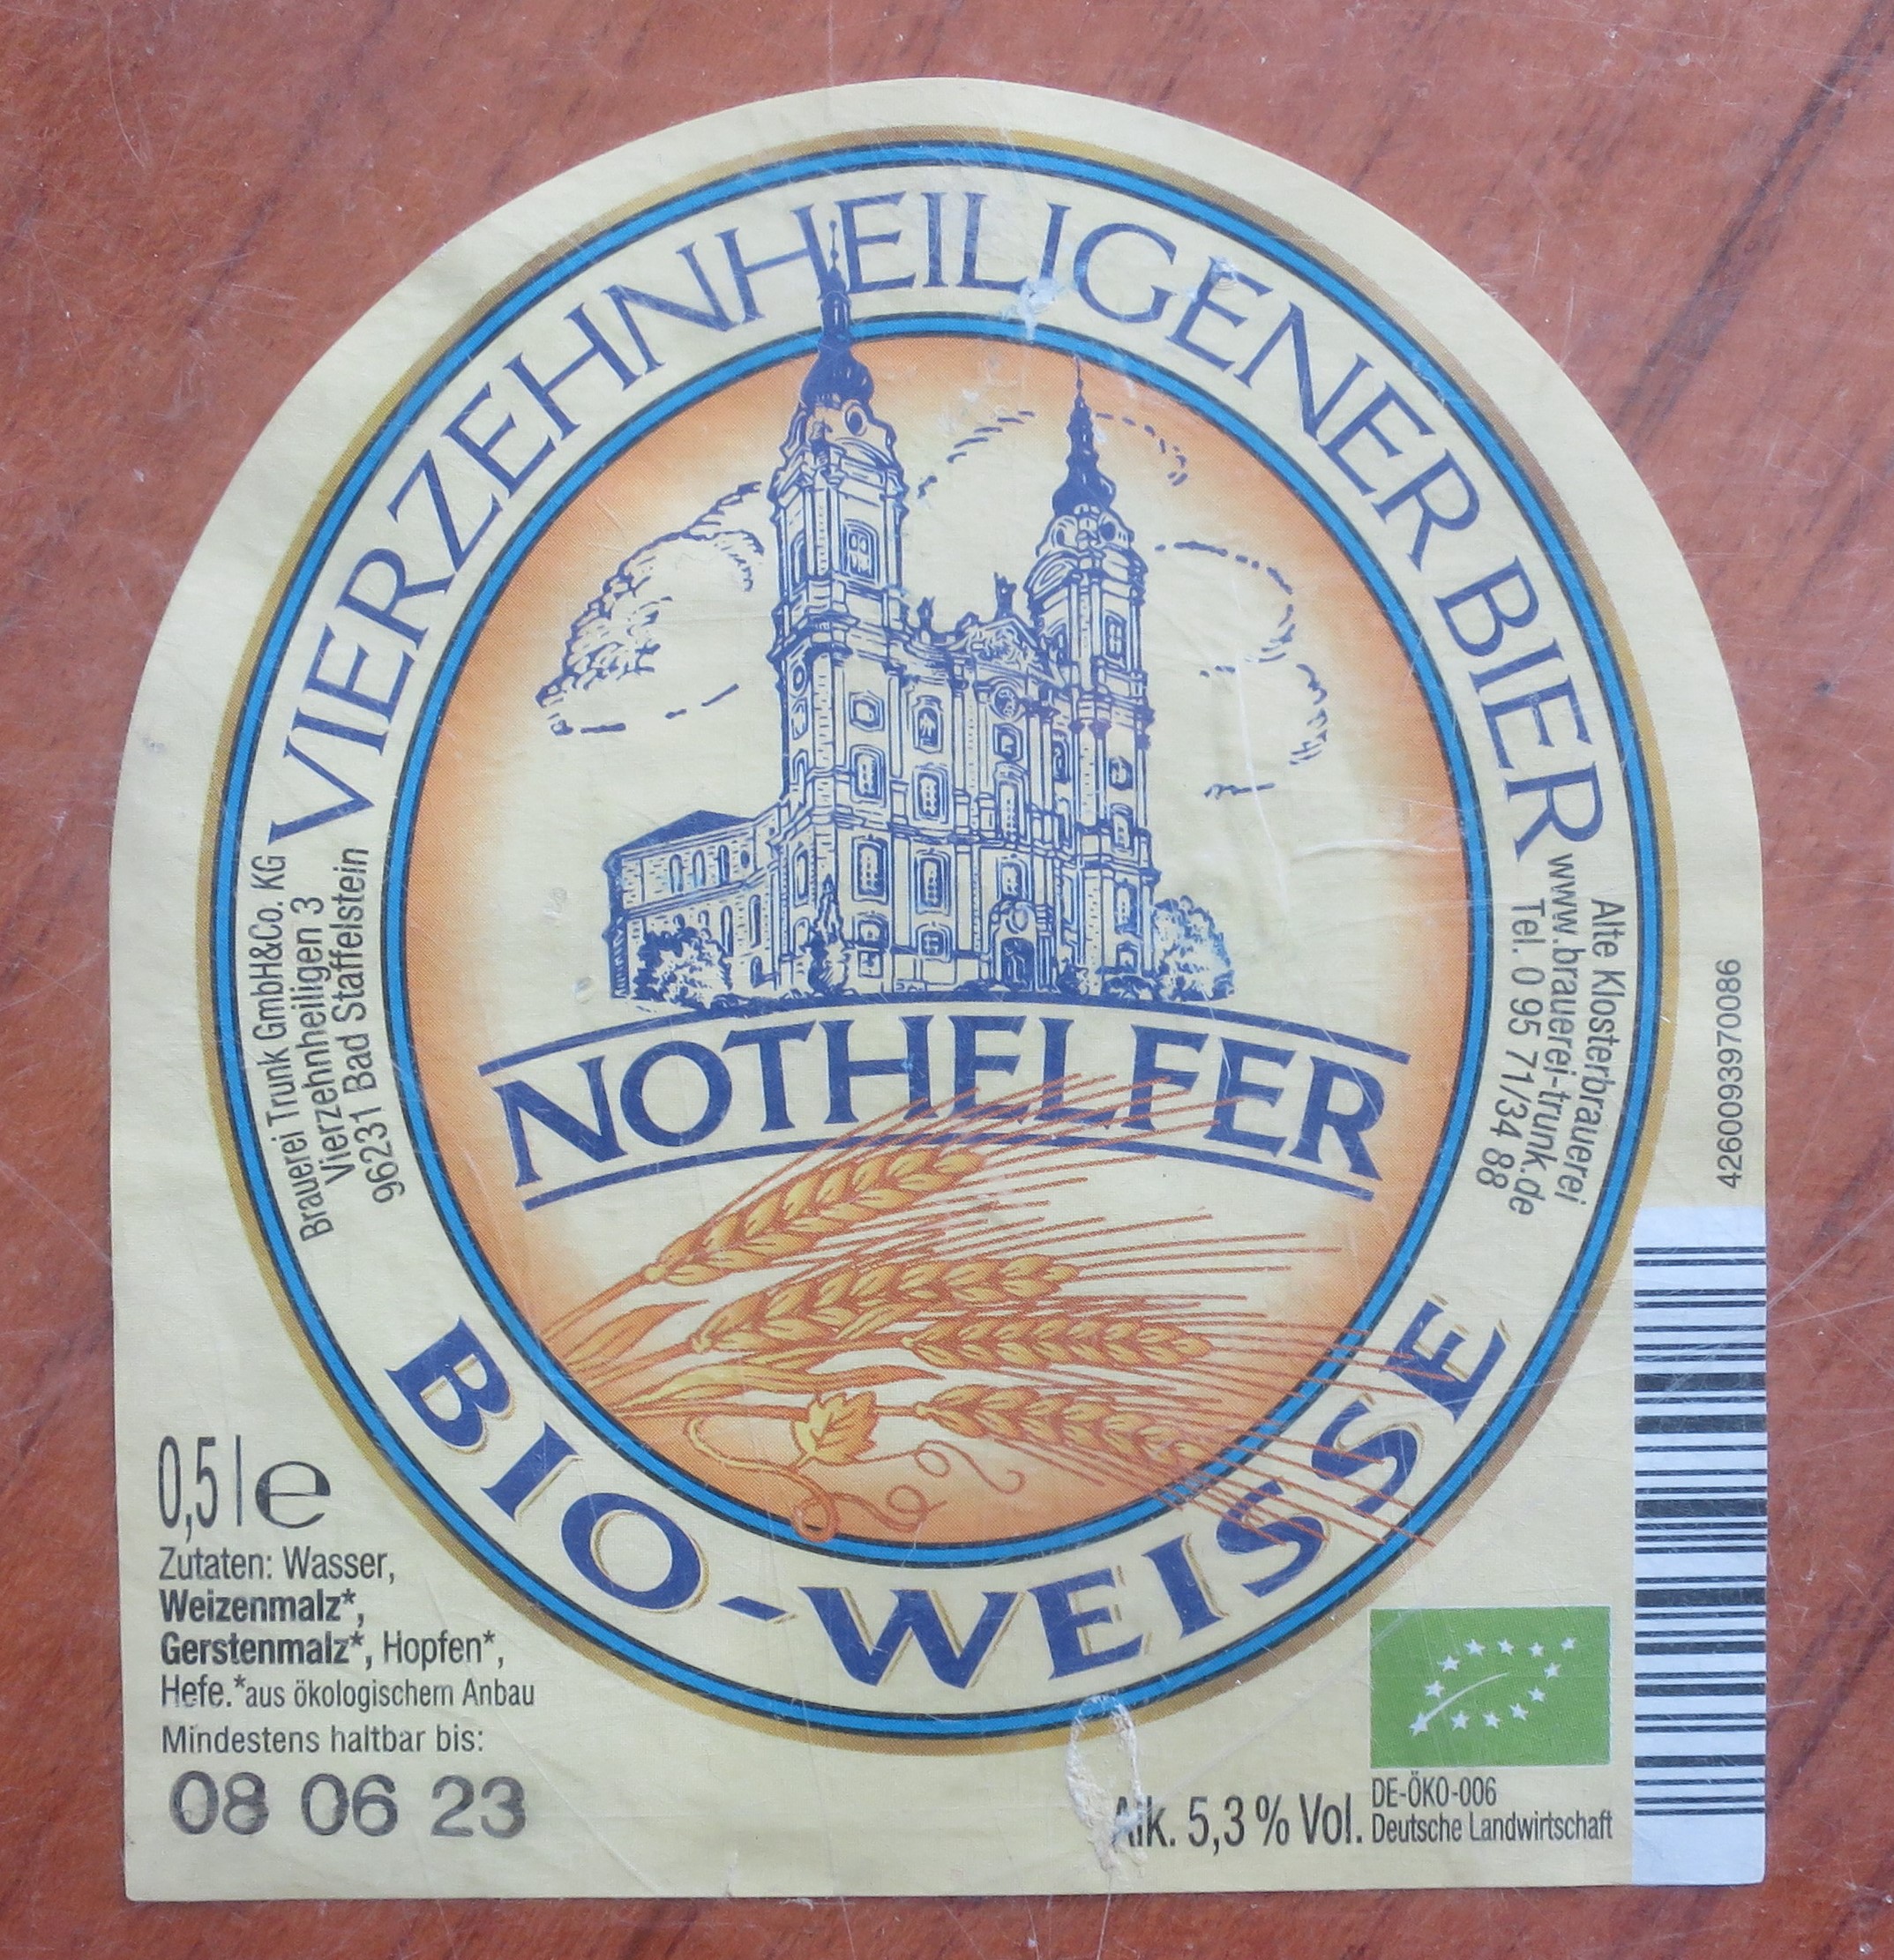 VIERZEHNHEILIGENER BIER
Brauerei Trunk GmbH&Co. KG
Vierzehnheiligen 3
96231 Bad Staffelstein
Alte Klosterbrauerei
www.brauerei-trunk.de
Tel. 0 95 71/34 88
4260093970086
NOTHELFER
BIO-WEISSE
0,5 l e
Zutaten: Wasser,
Weizenmalz*,
Gerstenmalz*, Hopfen*,
Hefe.*aus ökologischem Anbau
Mindestens haltbar bis:
08 06 23
Alk. 5,3 % Vol.
DE-ÖKO-006
Deutsche Landwirtschaft